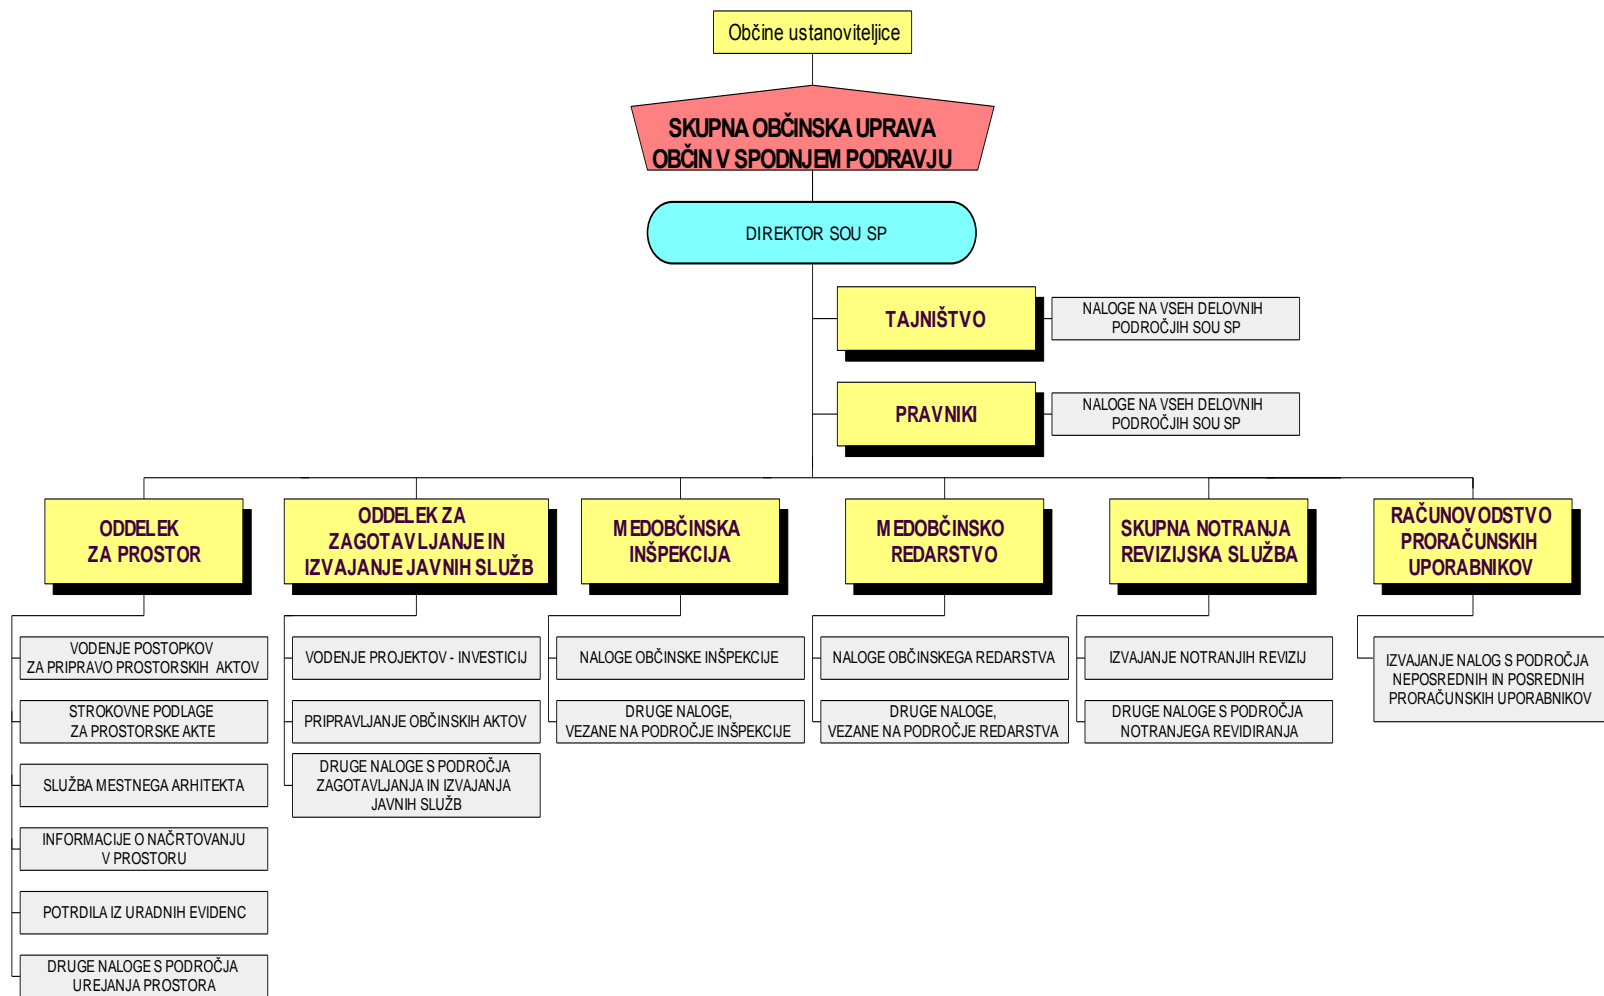 Občine ustanoviteljice
SKUPNA OBČINSKA UPRAVA
OBČIN V SPODNJEM PODRAVJU
DIREKTOR SOU SP
TAJNIŠTVO
NALOGE NA VSEH DELOVNIH
PODROČJIH SOU SP
PRAVNIKI
NALOGE NA VSEH DELOVNIH
PODROČJIH SOU SP
ODDELEK
ZA PROSTOR
VODENJE POSTOPKOV
ZA PRIPRAVO PROSTORSKIH AKTOV
STROKOVNE PODLAGE
ZA PROSTORSKE AKTE
SLUŽBA MESTNEGA ARHITEKTA
INFORMACIJE O NAČRTOVANJU
V PROSTORU
POTRDILA IZ URADNIH EVIDENC
DRUGE NALOGE S PODROČJA
UREJANJA PROSTORA
ODDELEK ZA
ZAGOTAVLJANJE IN
IZVAJANJE JAVNIH SLUŽB
VODENJE PROJEKTOV - INVESTICIJ
PRIPRAVLJANJE OBČINSKIH AKTOV
DRUGE NALOGE S PODROČJA
ZAGOTAVLJANJA IN IZVAJANJA
JAVNIH SLUŽB
MEDOBČINSKA
INŠPEKCIJA
NALOGE OBČINSKE INŠPEKCIJE
DRUGE NALOGE,
VEZANE NA PODROČJE INŠPEKCIJE
MEDOBČINSKO
REDARSTVO
NALOGE OBČINSKEGA REDARSTVA
DRUGE NALOGE,
VEZANE NA PODROČJE REDARSTVA
SKUPNA NOTRANJA
REVIZIJSKA SLUŽBA
IZVAJANJE NOTRANJIH REVIZIJ
DRUGE NALOGE S PODROČJA
NOTRANJEGA REVIDIRANJA
RAČUNOVODSTVO
PRORAČUNSKIH
UPORABNIKOV
IZVAJANJE NALOG S PODROČJA
NEPOSREDNIH IN POSREDNIH
PRORAČUNSKIH UPORABNIKOV